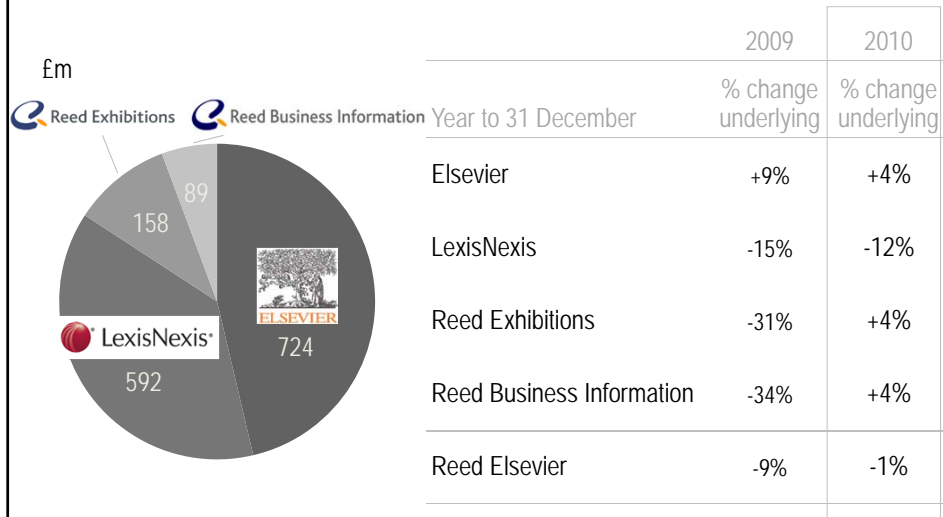 £m
Reed Exhibitions
Reed Business Information
89
158
ELSEVIER
724
LexisNexis®
592
2009 2010
Year to 31 December % change underlying % change underlying
Elsevier +9% +4%
LexisNexis -15% -12%
Reed Exhibitions -31% +4%
Reed Business Information -34% +4%
Reed Elsevier -9% -1%